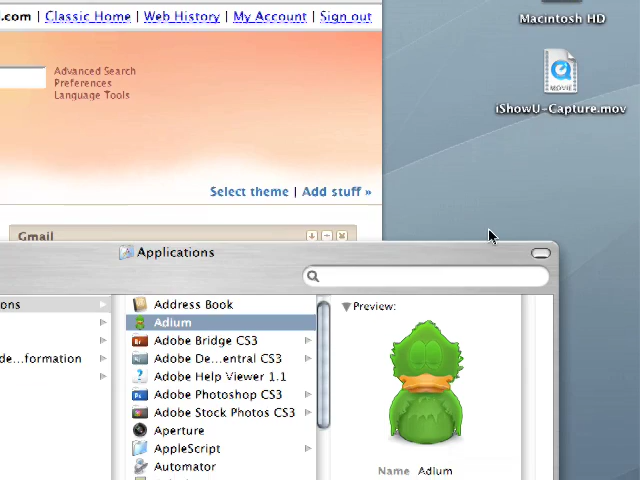 .com | Classic Home | Web History | My Account | Sign out
Macintosh HD
Advanced Search
Preferences
Language Tools
MOVIE
iShowU-Capture.mov
Select theme | Add stuff »
Gmail
Applications
ons
Address Book
Preview:
Adium
Adobe Bridge CS3
de...formation
Adobe De...entral CS3
Adobe Help Viewer 1.1
Adobe Photoshop CS3
Adobe Stock Photos CS3
Aperture
AppleScript
Automator
Name Adium